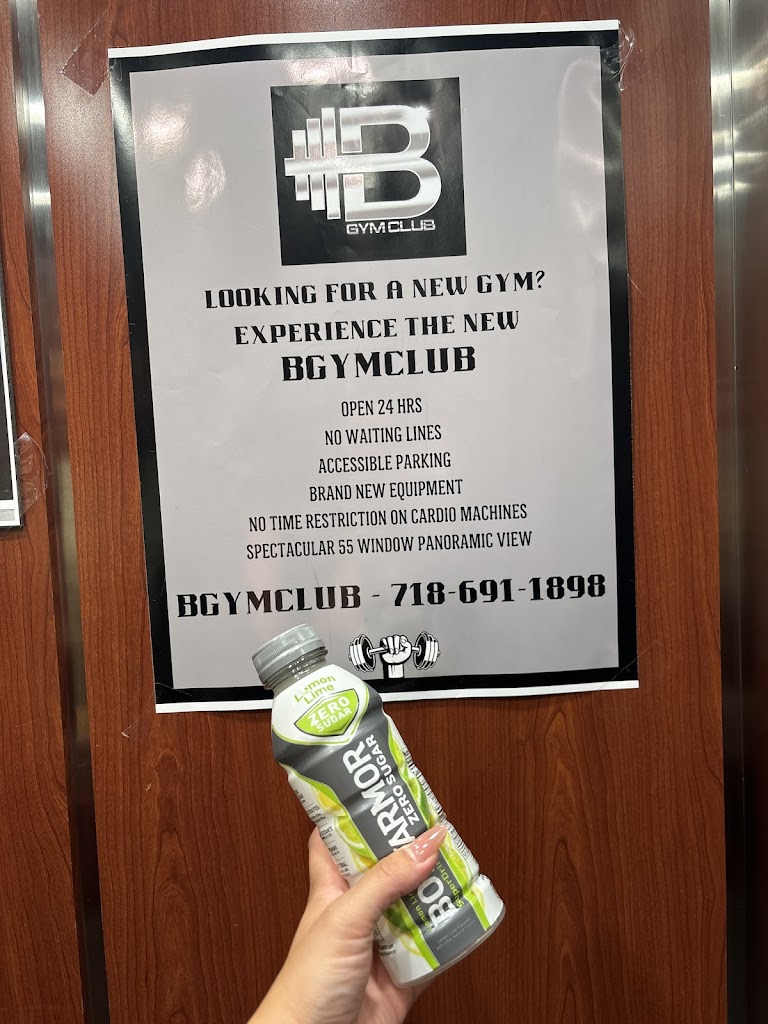 B
GYM CLUB
LOOKING FOR A NEW GYM?
EXPERIENCE THE NEW
BGYMCLUB
OPEN 24 HRS
NO WAITING LINES
ACCESSIBLE PARKING
BRAND NEW EQUIPMENT
NO TIME RESTRICTION ON CARDIO MACHINES
SPECTACULAR 55 WINDOW PANORAMIC VIEW
BGYMCLUB - 718-691-1898
Lemon
Lime
ZERO
SUGAR
ARMOR
ZERO SUGAR